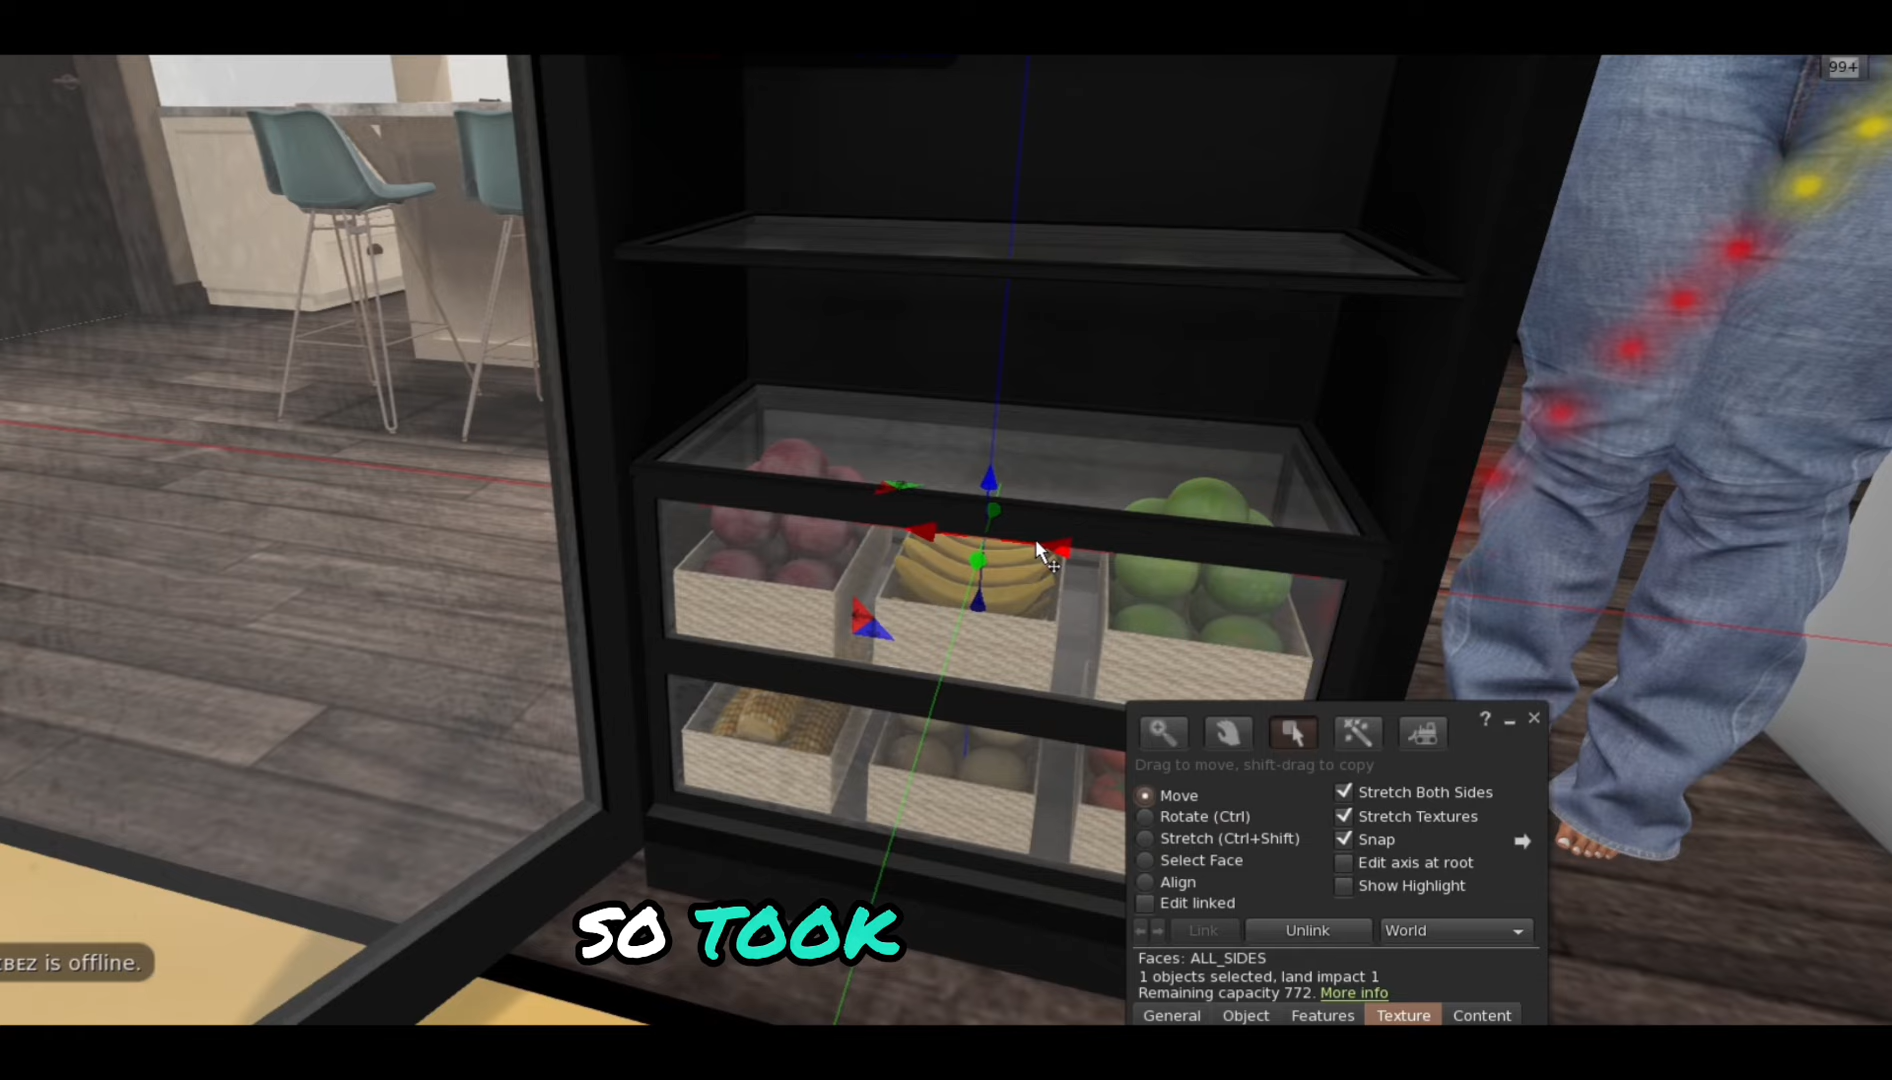 99+
?
Drag to move, shift-drag to copy
Move
Rotate (Ctrl)
Stretch (Ctrl+Shift)
Select Face
Align
Edit linked
Stretch Both Sides
Stretch Textures
Snap
Edit axis at root
Show Highlight
Link
Unlink
World
SO TOOK
ᴄʙᴇᴢ is offline.
Faces: ALL_SIDES
1 objects selected, land impact 1
Remaining capacity 772. More info
General Object Features Texture Content